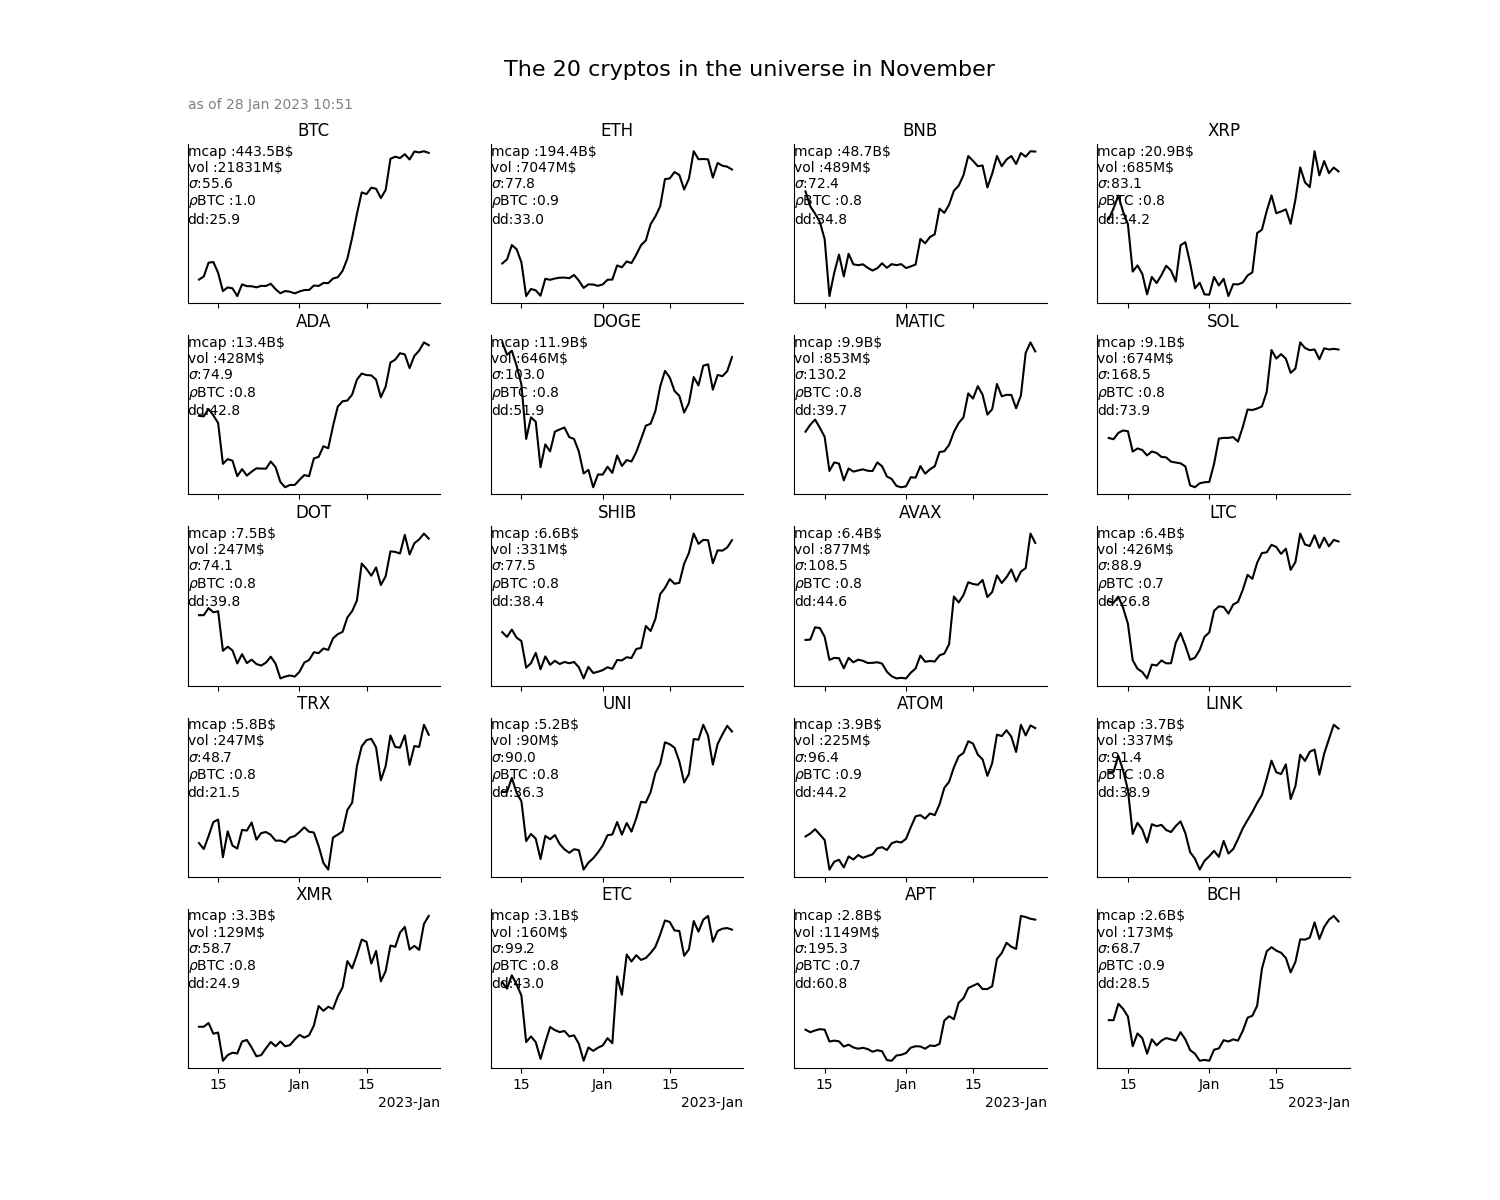 The 20 cryptos in the universe in November
as of 28 Jan 2023 10:51
BTC
mcap :443.5B$
vol :21831M$
σ:55.6
ρBTC :1.0
dd:25.9
ETH
mcap :194.4B$
vol :7047M$
σ:77.8
ρBTC :0.9
dd:33.0
BNB
mcap :48.7B$
vol :489M$
σ:72.4
ρBTC :0.8
dd:34.8
XRP
mcap :20.9B$
vol :685M$
σ:83.1
ρBTC :0.8
dd:34.2
ADA
mcap :13.4B$
vol :428M$
σ:74.9
ρBTC :0.8
dd:42.8
DOGE
mcap :11.9B$
vol :646M$
σ:103.0
ρBTC :0.8
dd:51.9
MATIC
mcap :9.9B$
vol :853M$
σ:130.2
ρBTC :0.8
dd:39.7
SOL
mcap :9.1B$
vol :674M$
σ:168.5
ρBTC :0.8
dd:73.9
DOT
mcap :7.5B$
vol :247M$
σ:74.1
ρBTC :0.8
dd:39.8
SHIB
mcap :6.6B$
vol :331M$
σ:77.5
ρBTC :0.8
dd:38.4
AVAX
mcap :6.4B$
vol :877M$
σ:108.5
ρBTC :0.8
dd:44.6
LTC
mcap :6.4B$
vol :426M$
σ:88.9
ρBTC :0.7
dd:26.8
TRX
mcap :5.8B$
vol :247M$
σ:48.7
ρBTC :0.8
dd:21.5
UNI
mcap :5.2B$
vol :90M$
σ:90.0
ρBTC :0.8
dd:36.3
ATOM
mcap :3.9B$
vol :225M$
σ:96.4
ρBTC :0.9
dd:44.2
LINK
mcap :3.7B$
vol :337M$
σ:91.4
ρBTC :0.8
dd:38.9
XMR
mcap :3.3B$
vol :129M$
σ:58.7
ρBTC :0.8
dd:24.9
15 Jan 15
2023-Jan
ETC
mcap :3.1B$
vol :160M$
σ:99.2
ρBTC :0.8
dd:43.0
15 Jan 15
2023-Jan
APT
mcap :2.8B$
vol :1149M$
σ:195.3
ρBTC :0.7
dd:60.8
15 Jan 15
2023-Jan
BCH
mcap :2.6B$
vol :173M$
σ:68.7
ρBTC :0.9
dd:28.5
15 Jan 15
2023-Jan